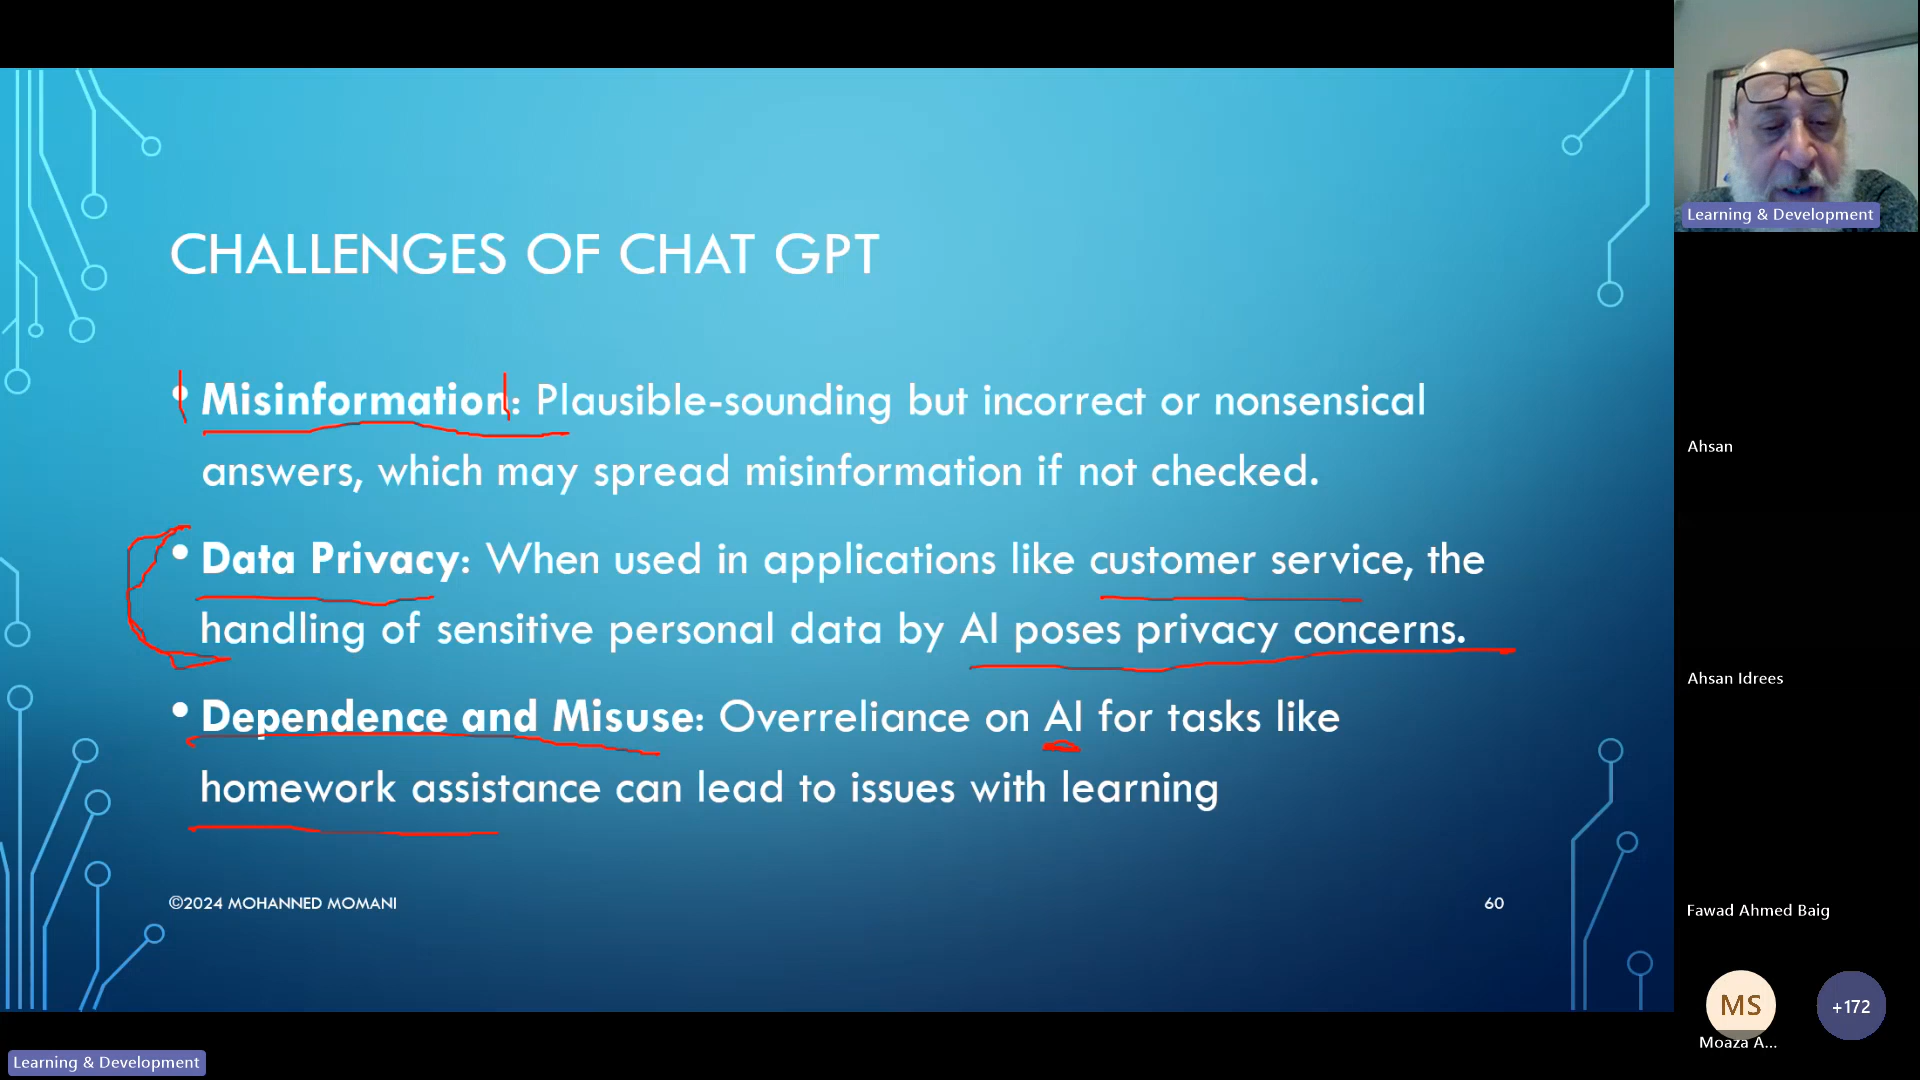 CHALLENGES OF CHAT GPT
• Misinformation: Plausible-sounding but incorrect or nonsensical
answers, which may spread misinformation if not checked.
• Data Privacy: When used in applications like customer service, the
handling of sensitive personal data by AI poses privacy concerns.
• Dependence and Misuse: Overreliance on AI for tasks like
homework assistance can lead to issues with learning
©2024 MOHANNED MOMANI
60
Learning & Development
Learning & Development
Ahsan
Ahsan Idrees
Fawad Ahmed Baig
MS
+172
Moaza A...